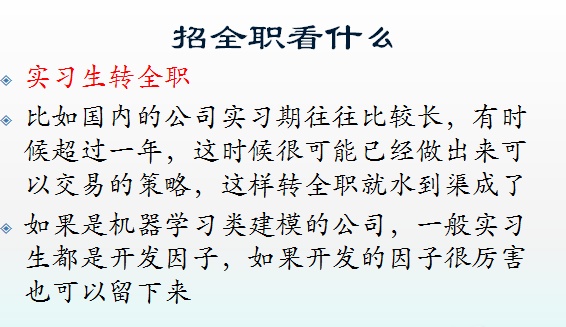 招全职看什么
实习生转全职
比如国内的公司实习期往往比较长，有时
候超过一年，这时候很可能已经做出来可
以交易的策略，这样转全职就水到渠成了
如果是机器学习类建模的公司，一般实习
生都是开发因子，如果开发的因子很厉害
也可以留下来